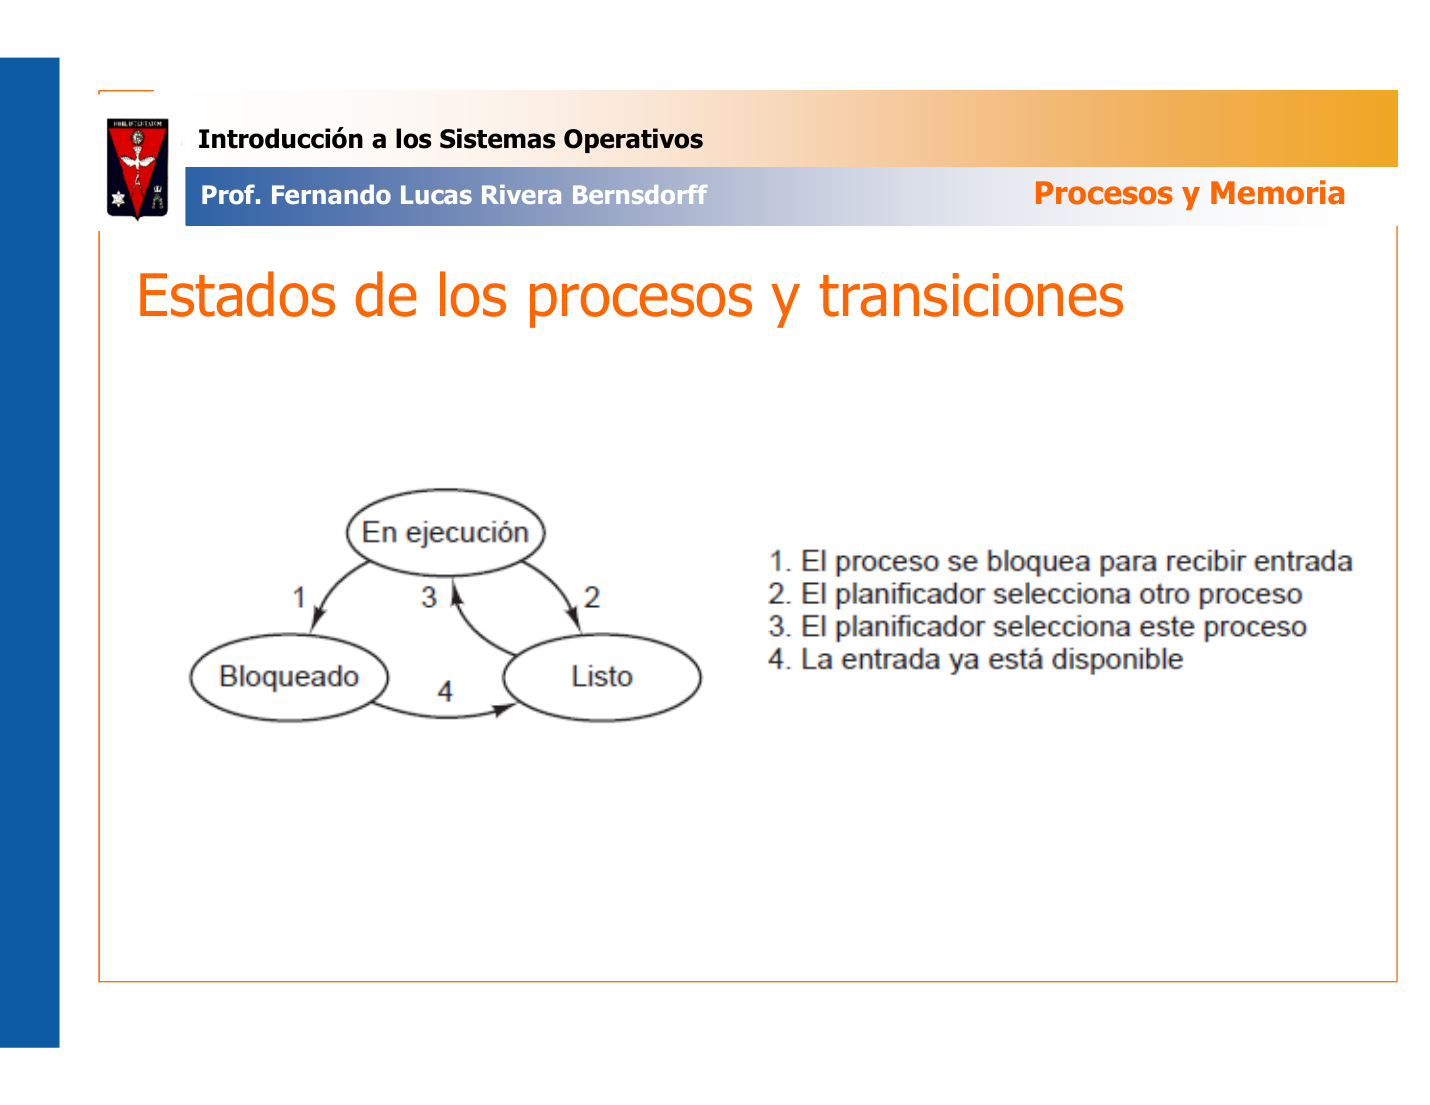 Introducción a los Sistemas Operativos
Prof. Fernando Lucas Rivera Bernsdorff
Procesos y Memoria
Estados de los procesos y transiciones
En ejecución
1
3
2
Bloqueado
4
Listo
1. El proceso se bloquea para recibir entrada
2. El planificador selecciona otro proceso
3. El planificador selecciona este proceso
4. La entrada ya está disponible